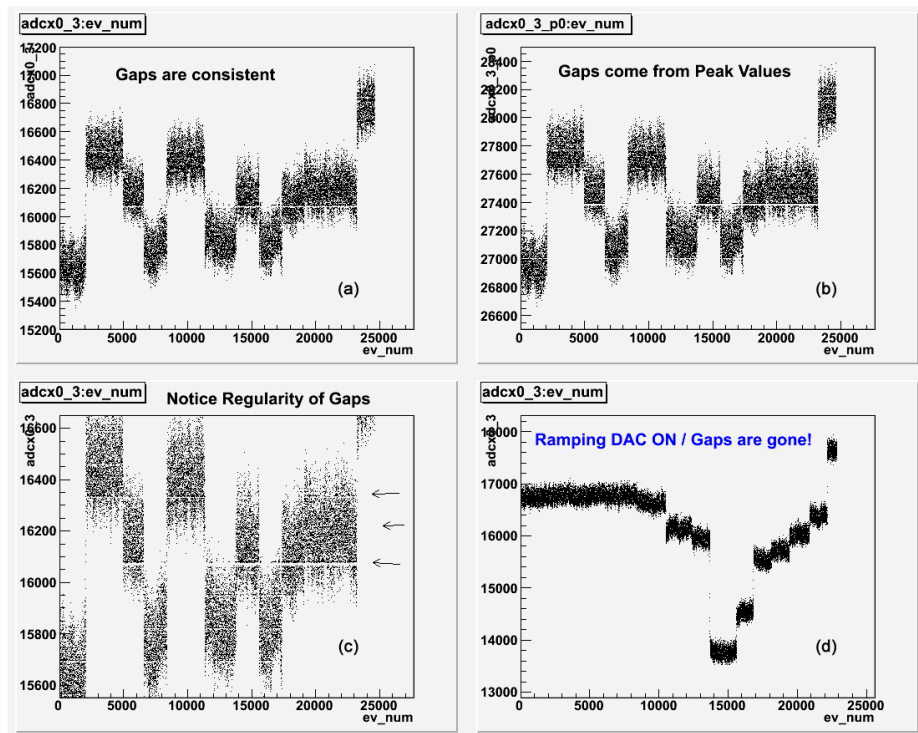 adcx0_3:ev_num
Gaps are consistent
17200
17000
16800
16600
16400
16200
16000
15800
15600
15400
15200
0 5000 10000 15000 20000 25000
ev_num
(a)
adcx0_3_p0:ev_num
Gaps come from Peak Values
28400
28200
28000
27800
27600
27400
27200
27000
26800
26600
0 5000 10000 15000 20000 25000
ev_num
(b)
adcx0_3:ev_num
Notice Regularity of Gaps
adcx0_3
16600
16400
16200
16000
15800
15600
0 5000 10000 15000 20000 25000
ev_num
(c)
adcx0_3:ev_num
Ramping DAC ON / Gaps are gone!
18000
17000
16000
15000
14000
13000
0 5000 10000 15000 20000 25000
ev_num
(d)